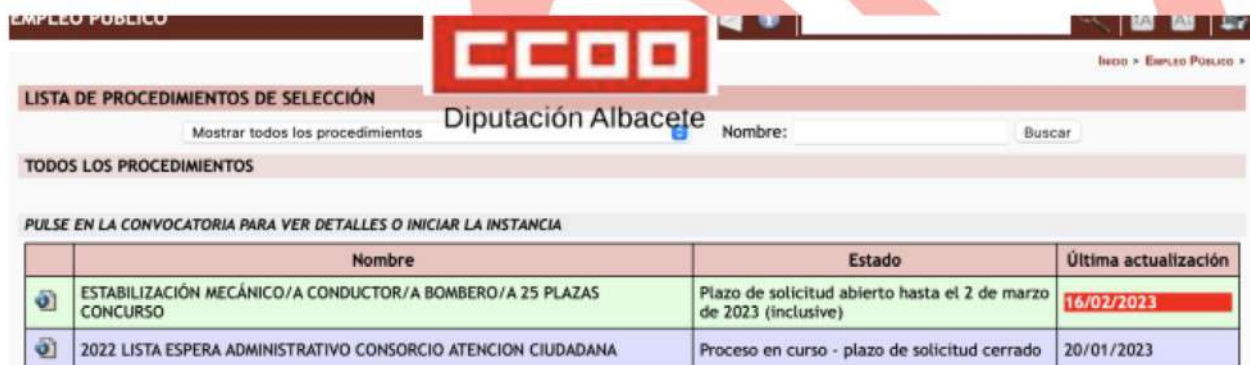 EMPLEO PÚBLICO
CCOO
Diputación Albacete
INICIO > EMPLEO PÚBLICO >
LISTA DE PROCEDIMIENTOS DE SELECCIÓN
Mostrar todos los procedimientos Nombre: Buscar
TODOS LOS PROCEDIMIENTOS
PULSE EN LA CONVOCATORIA PARA VER DETALLES O INICIAR LA INSTANCIA
Nombre Estado Última actualización
ESTABILIZACIÓN MECÁNICO/A CONDUCTOR/A BOMBERO/A 25 PLAZAS Plazo de solicitud abierto hasta el 2 de marzo 16/02/2023
CONCURSO de 2023 (inclusive)
2022 LISTA ESPERA ADMINISTRATIVO CONSORCIO ATENCION CIUDADANA Proceso en curso - plazo de solicitud cerrado 20/01/2023